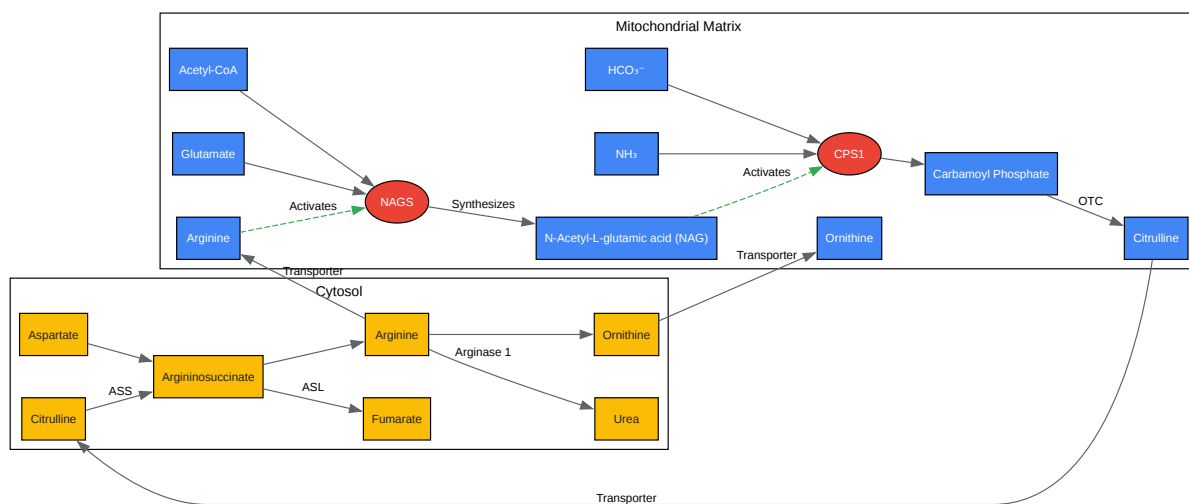 Mitochondrial Matrix
Acetyl-CoA
HCO₃⁻
Glutamate
NH₃
CPS1
Carbamoyl Phosphate
Activates
NAGS
Synthesizes
Activates
OTC
Arginine
N-Acetyl-L-glutamic acid (NAG)
Ornithine
Citrulline
Transporter
Transporter
Cytosol
Aspartate
Arginine
Ornithine
Arginase 1
Argininosuccinate
ASS
ASL
Citrulline
Fumarate
Urea
Transporter